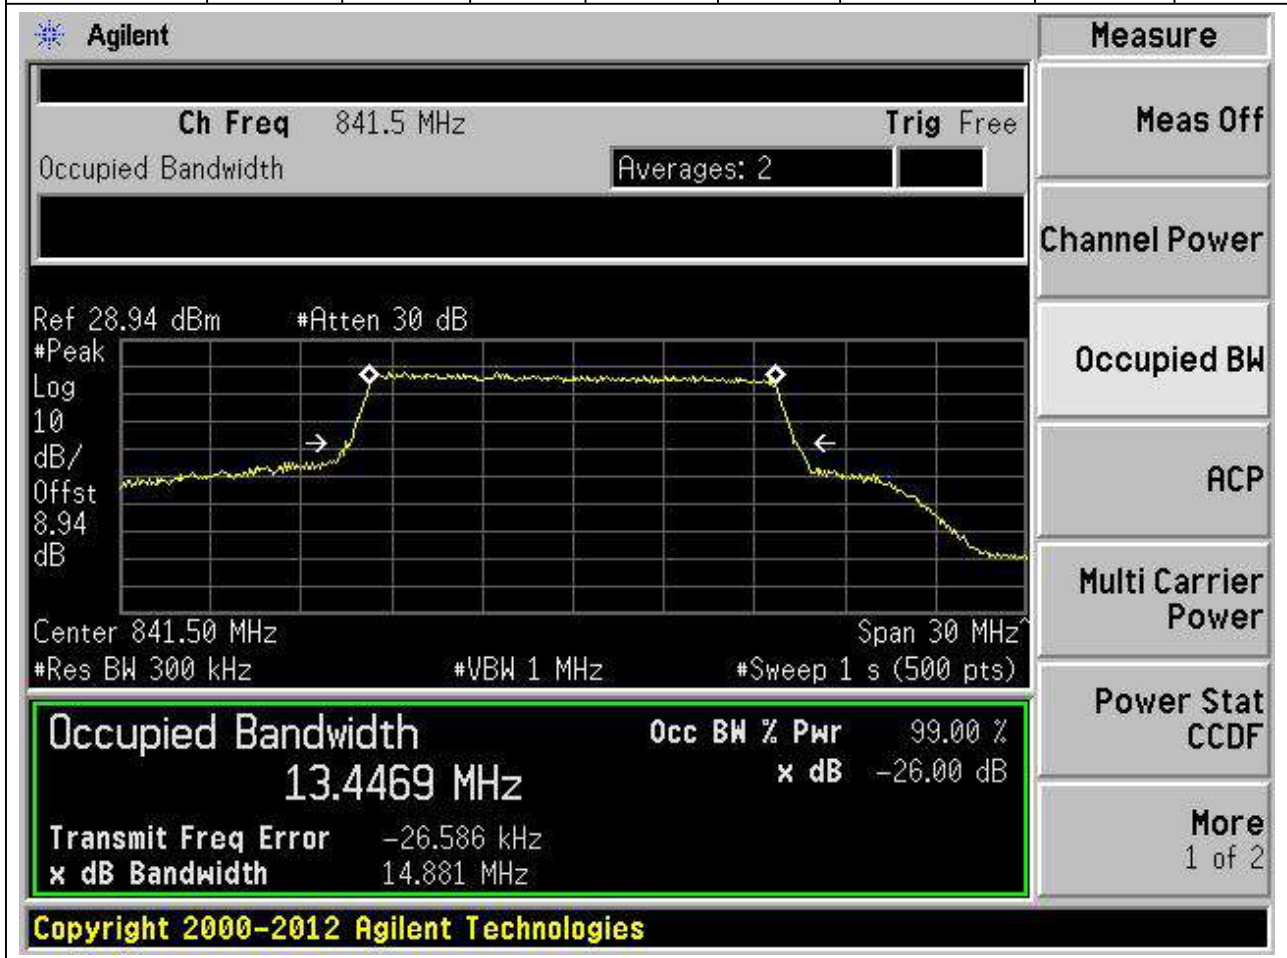 Agilent
Measure
Ch Freq 841.5 MHz Trig Free
Meas Off
Occupied Bandwidth Averages: 2
Channel Power
Ref 28.94 dBm #Atten 30 dB
#Peak
Log
10
dB/
Offst
8.94
dB
Occupied BW
ACP
Multi Carrier
Power
Center 841.50 MHz Span 30 MHz^
#Res BW 300 kHz #VBW 1 MHz #Sweep 1 s (500 pts)
Power Stat
CCDF
Occupied Bandwidth Occ BW % Pwr 99.00 %
13.4469 MHz x dB -26.00 dB
Transmit Freq Error -26.586 kHz
x dB Bandwidth 14.881 MHz
More
1 of 2
Copyright 2000-2012 Agilent Technologies